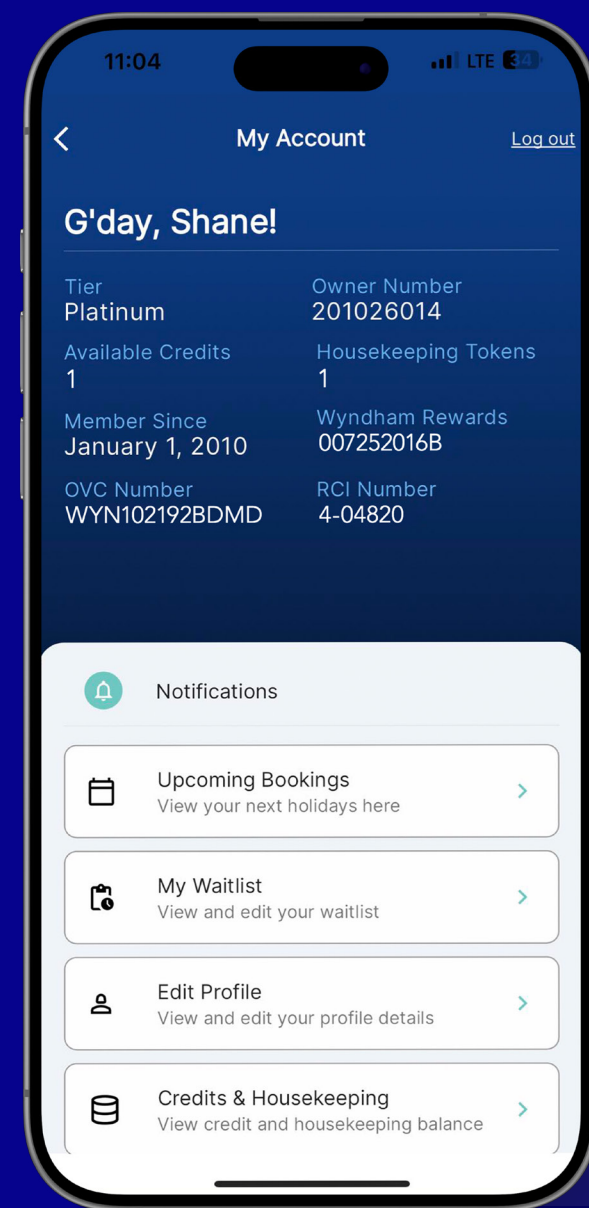 11:04 LTE 34
My Account Log out
G'day, Shane!
Tier Owner Number
Platinum 201026014
Available Credits Housekeeping Tokens
1 1
Member Since Wyndham Rewards
January 1, 2010 007252016B
OVC Number RCI Number
WYN102192BDMD 4-04820
Notifications
Upcoming Bookings
View your next holidays here
My Waitlist
View and edit your waitlist
Edit Profile
View and edit your profile details
Credits & Housekeeping
View credit and housekeeping balance